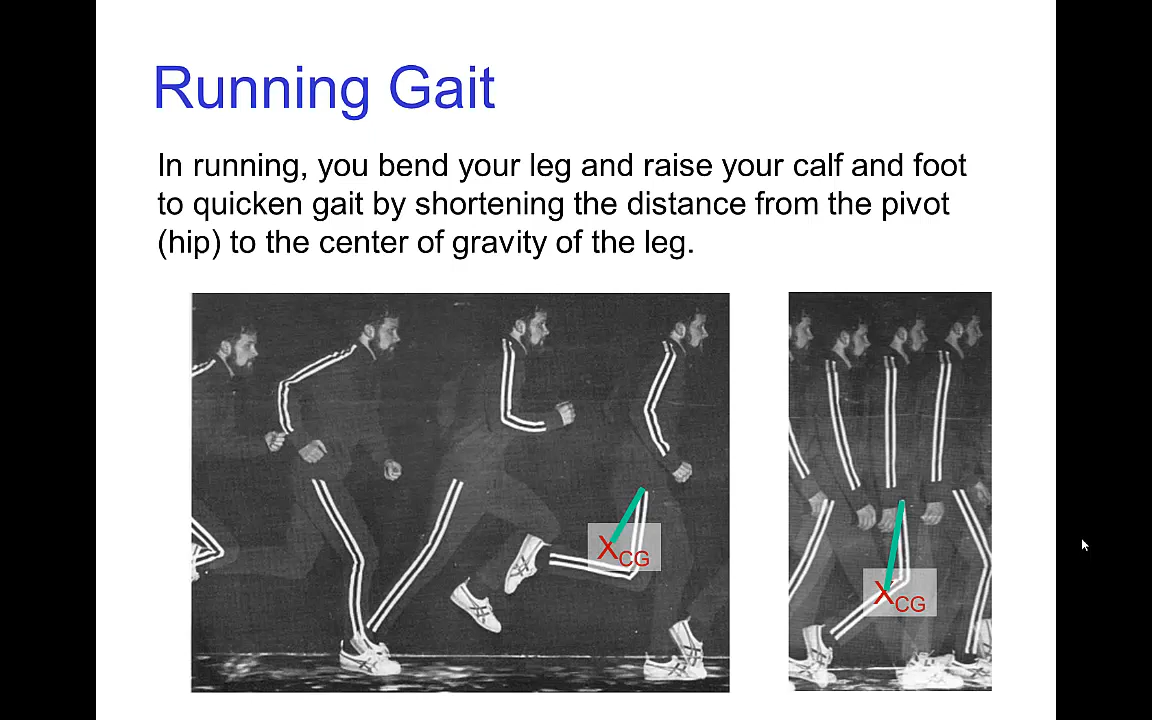 Running Gait
In running, you bend your leg and raise your calf and foot
to quicken gait by shortening the distance from the pivot
(hip) to the center of gravity of the leg.
XCG
XCG